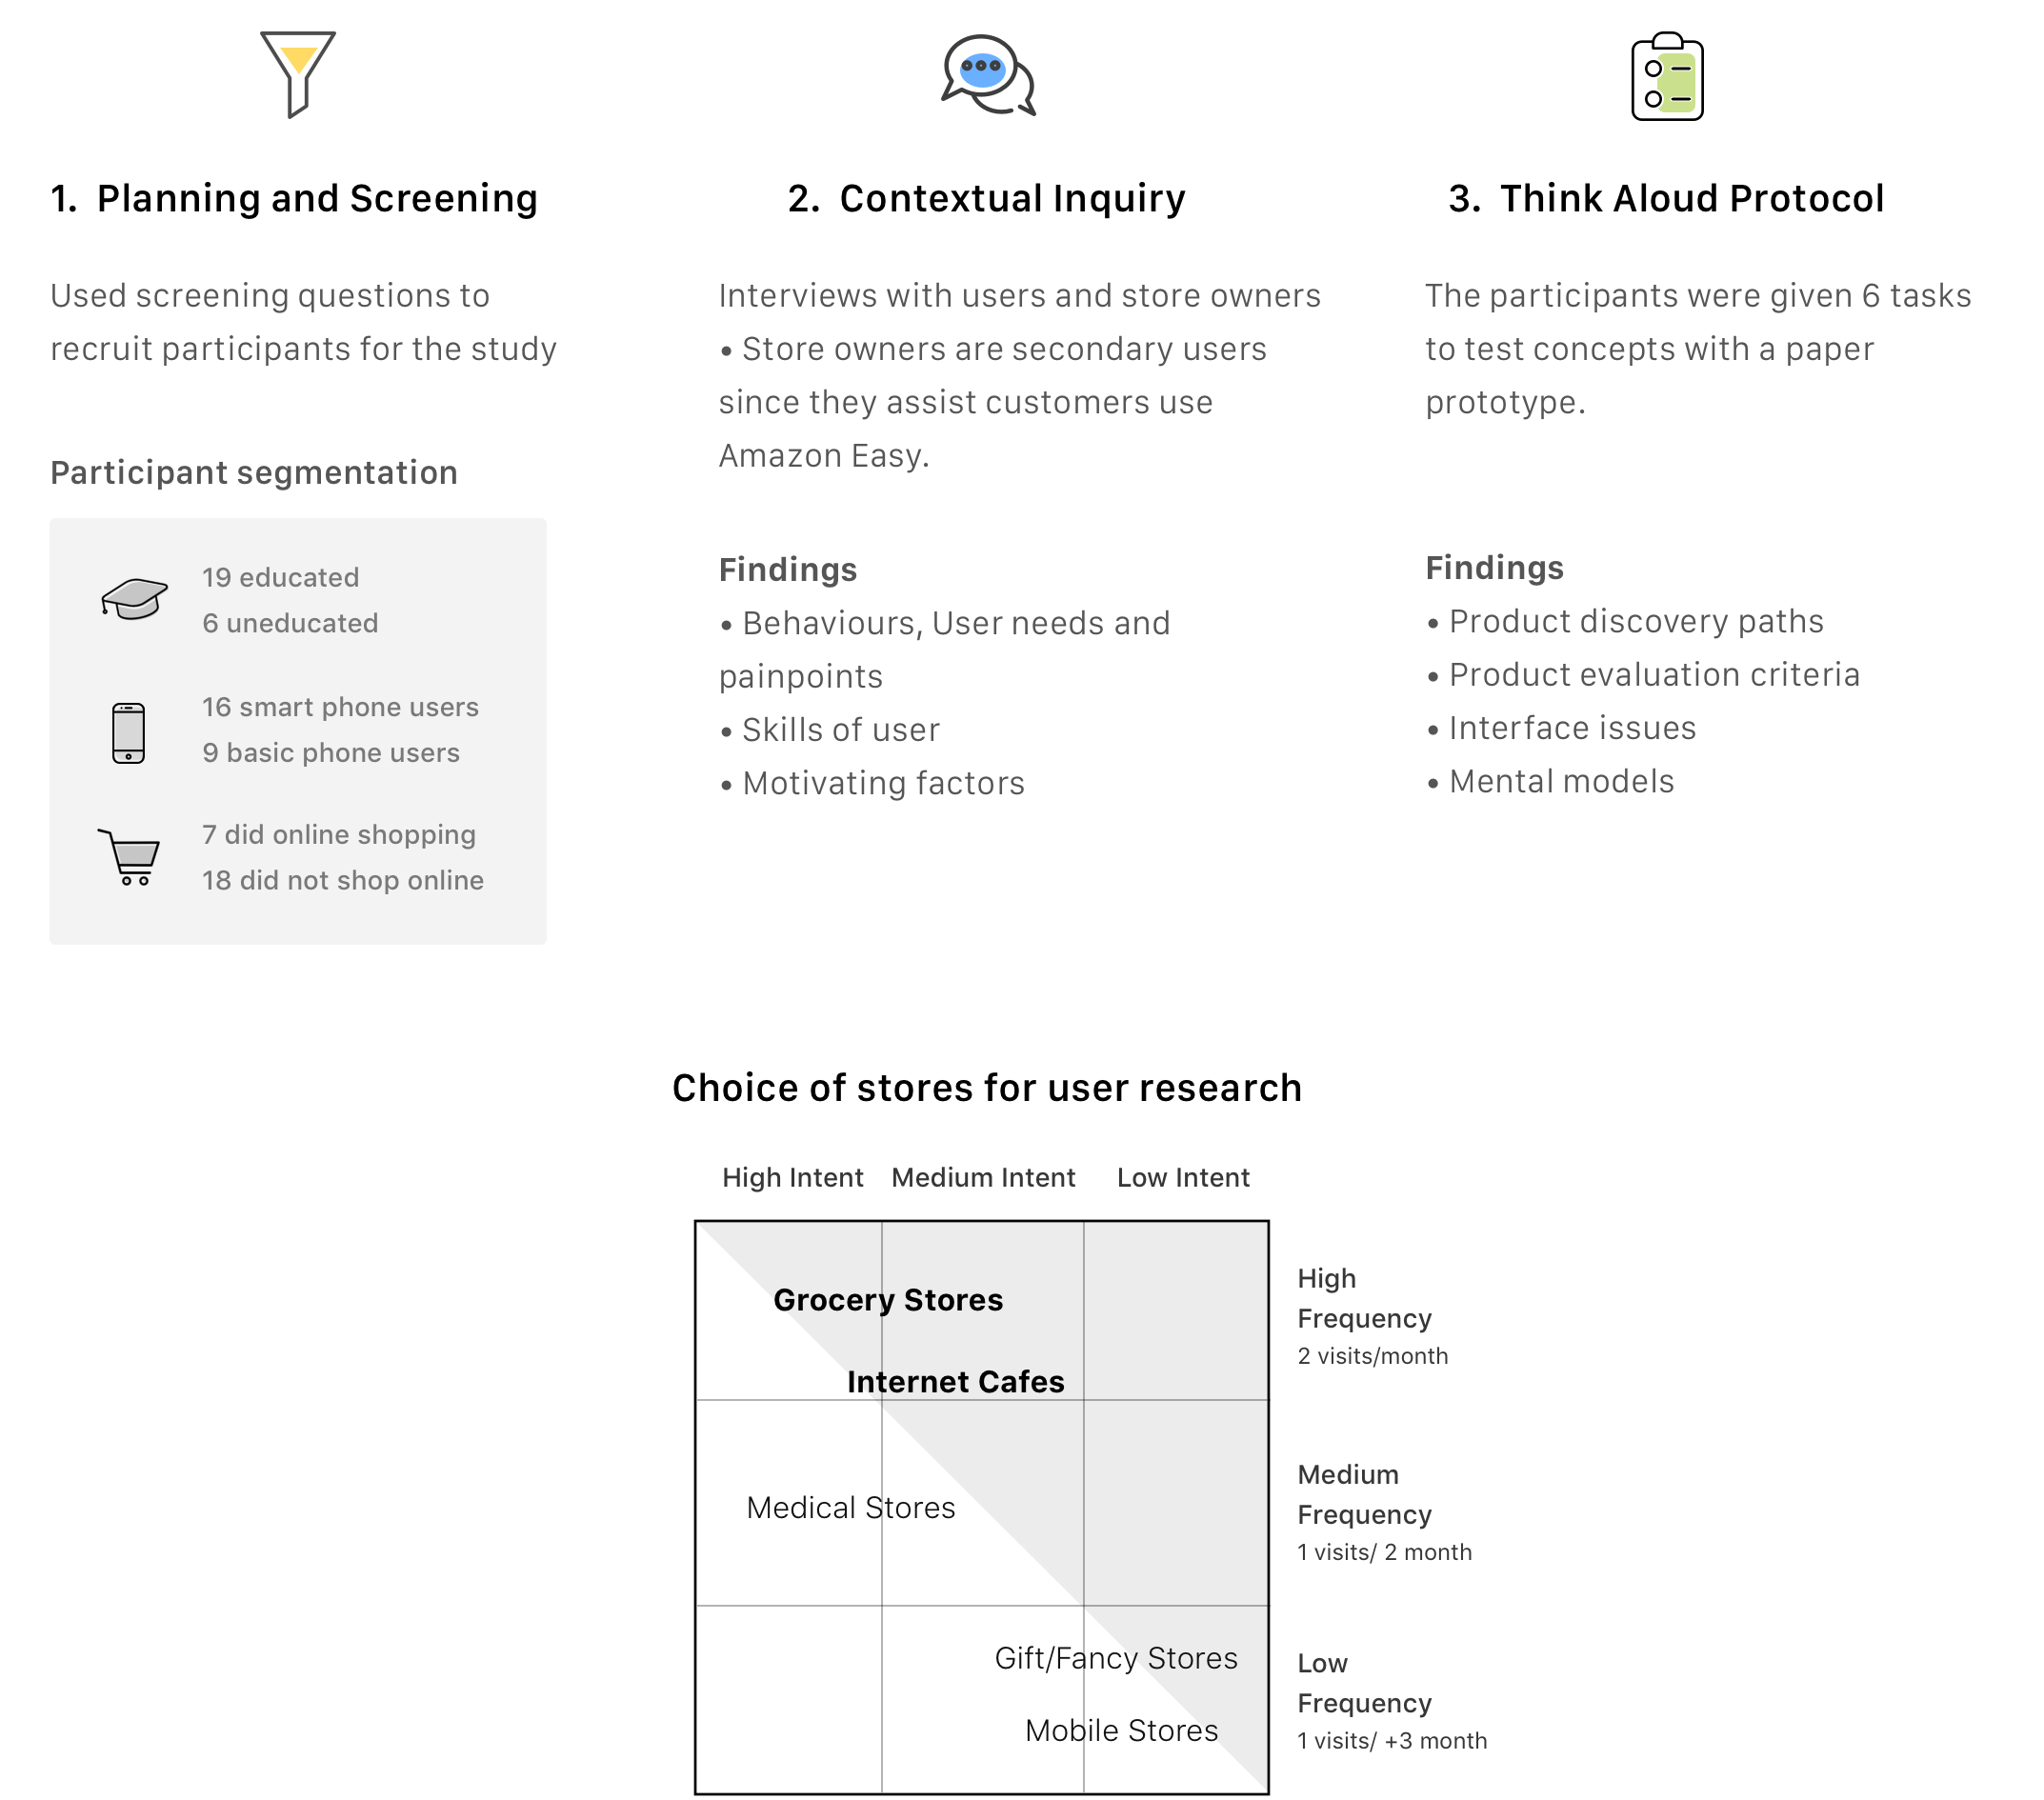 1. Planning and Screening
Used screening questions to
recruit participants for the study
Participant segmentation
19 educated
6 uneducated
16 smart phone users
9 basic phone users
7 did online shopping
18 did not shop online
2. Contextual Inquiry
Interviews with users and store owners
• Store owners are secondary users
since they assist customers use
Amazon Easy.
Findings
• Behaviours, User needs and
painpoints
• Skills of user
• Motivating factors
3. Think Aloud Protocol
The participants were given 6 tasks
to test concepts with a paper
prototype.
Findings
• Product discovery paths
• Product evaluation criteria
• Interface issues
• Mental models
Choice of stores for user research
High Intent Medium Intent Low Intent
Grocery Stores
Internet Cafes
High
Frequency
2 visits/month
Medical Stores
Medium
Frequency
1 visits/ 2 month
Gift/Fancy Stores
Mobile Stores
Low
Frequency
1 visits/ +3 month